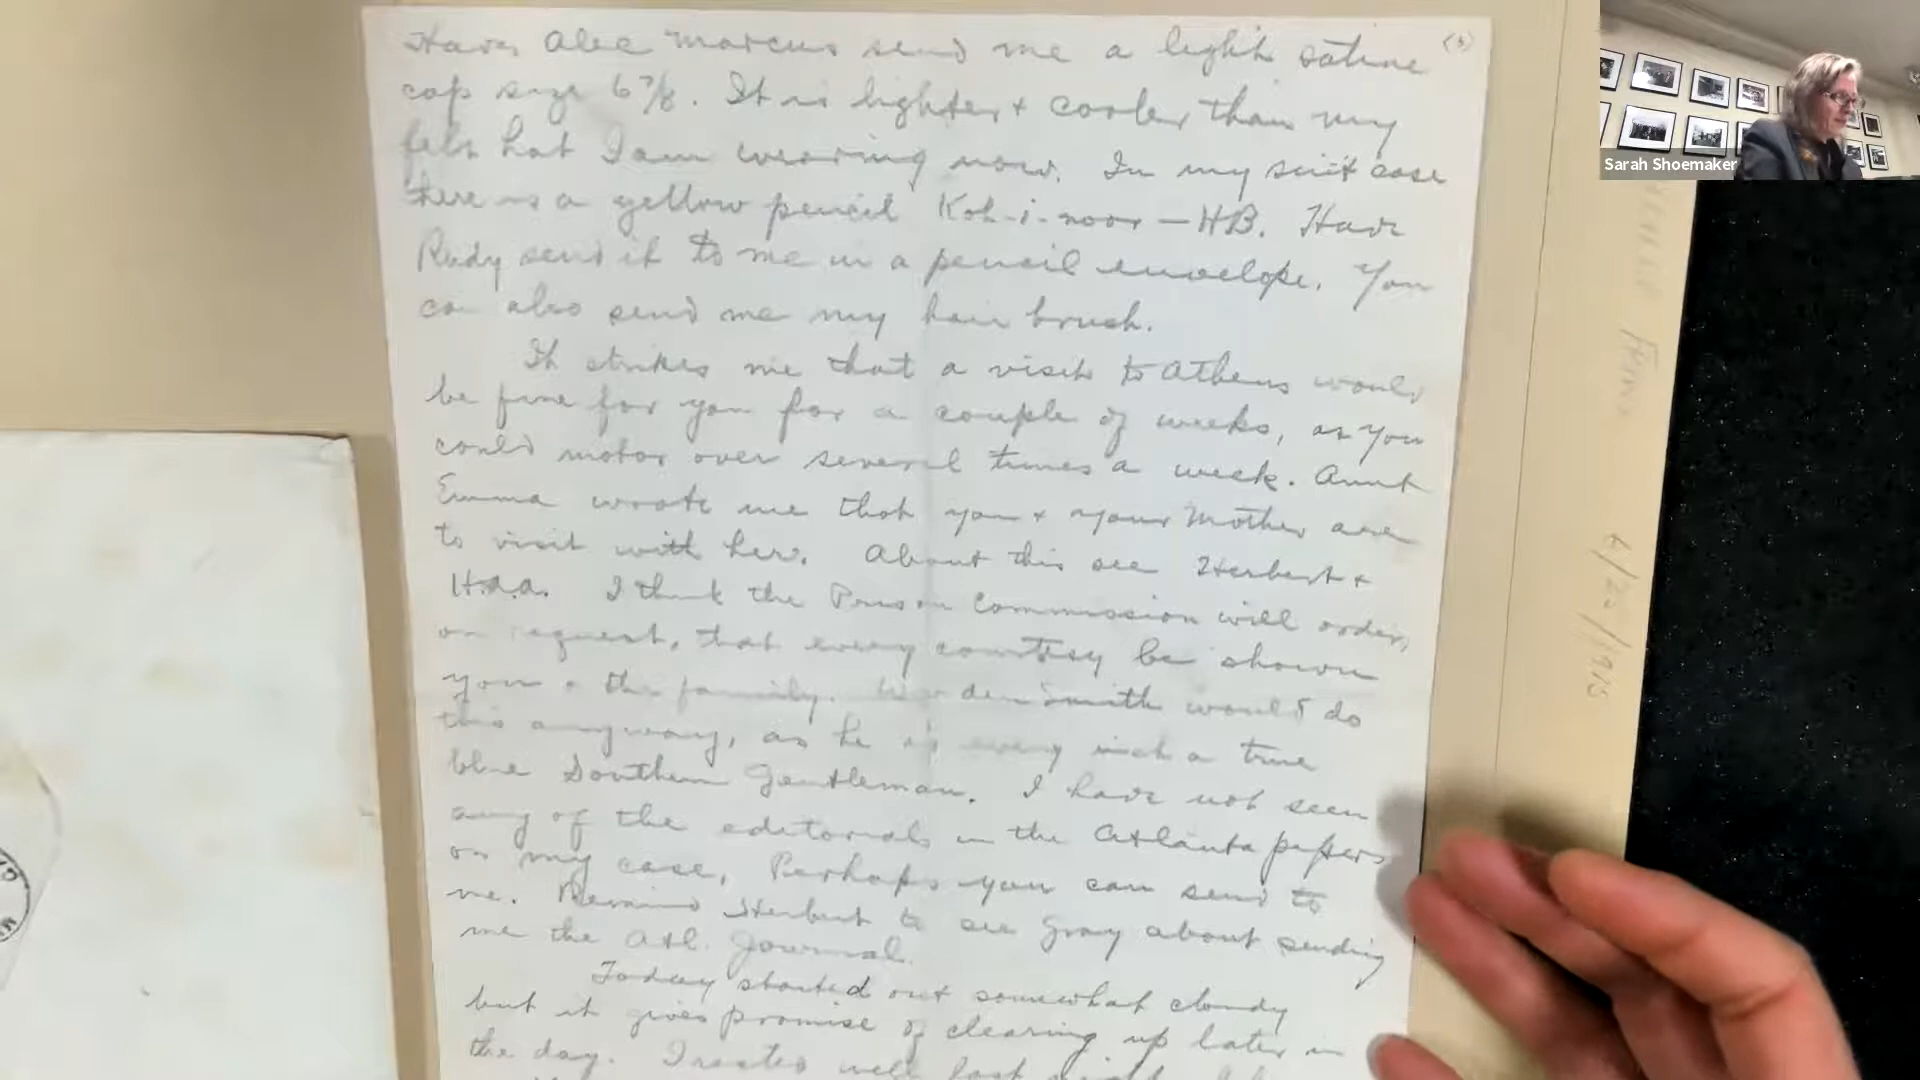 (3)
Have Alec Marcus send me a light satine
cap size 6 7/8. It is lighter + cooler than my
felt hat I am wearing now. In my suit case
there is a yellow pencil Koh-i-noor — HB. Have
Rudy send it to me in a pencil envelope. You
can also send me my hair brush.
It strikes me that a visit to Athens would
be fine for you for a couple of weeks, as you
could motor over several times a week. Aunt
Emma wrote me that you + your Mother are
to visit with her. About this see Herbert +
H.A.A. I think the Prison Commission will order,
on request, that every courtesy be shown
you + the family. Warden Smith would do
this anyway, as he is every inch a true
blue Southern Gentleman. I have not seen
any of the editorials in the Atlanta papers
on my case, Perhaps you can send to
me. Remind Herbert to see Gray about sending
me the Atl. Journal.
Today started out somewhat cloudy
but it gives promise of clearing up later in
the day. I rested well last night.
Sarah Shoemaker